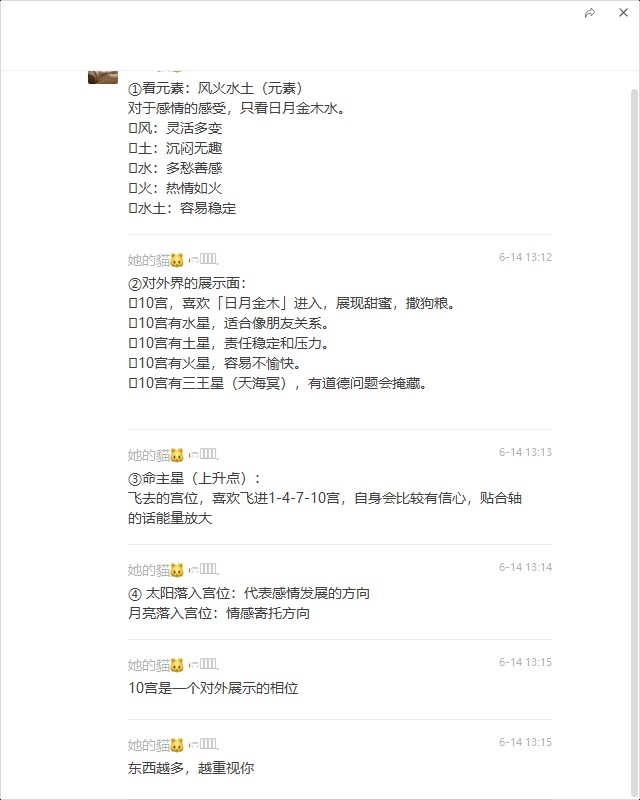 ①看元素：风火水土（元素）
对于感情的感受，只看日月金木水。
风：灵活多变
土：沉闷无趣
水：多愁善感
火：热情如火
水土：容易稳定
她的貓🐱
6-14 13:12
②对外界的展示面：
10宫，喜欢「日月金木」进入，展现甜蜜，撒狗粮。
10宫有水星，适合像朋友关系。
10宫有土星，责任稳定和压力。
10宫有火星，容易不愉快。
10宫有三王星（天海冥），有道德问题会掩藏。
她的貓🐱
6-14 13:13
③命主星（上升点）：
飞去的宫位，喜欢飞进1-4-7-10宫，自身会比较有信心，贴合轴
的话能量放大
她的貓🐱
6-14 13:14
④ 太阳落入宫位：代表感情发展的方向
月亮落入宫位：情感寄托方向
她的貓🐱
6-14 13:15
10宫是一个对外展示的相位
她的貓🐱
6-14 13:15
东西越多，越重视你